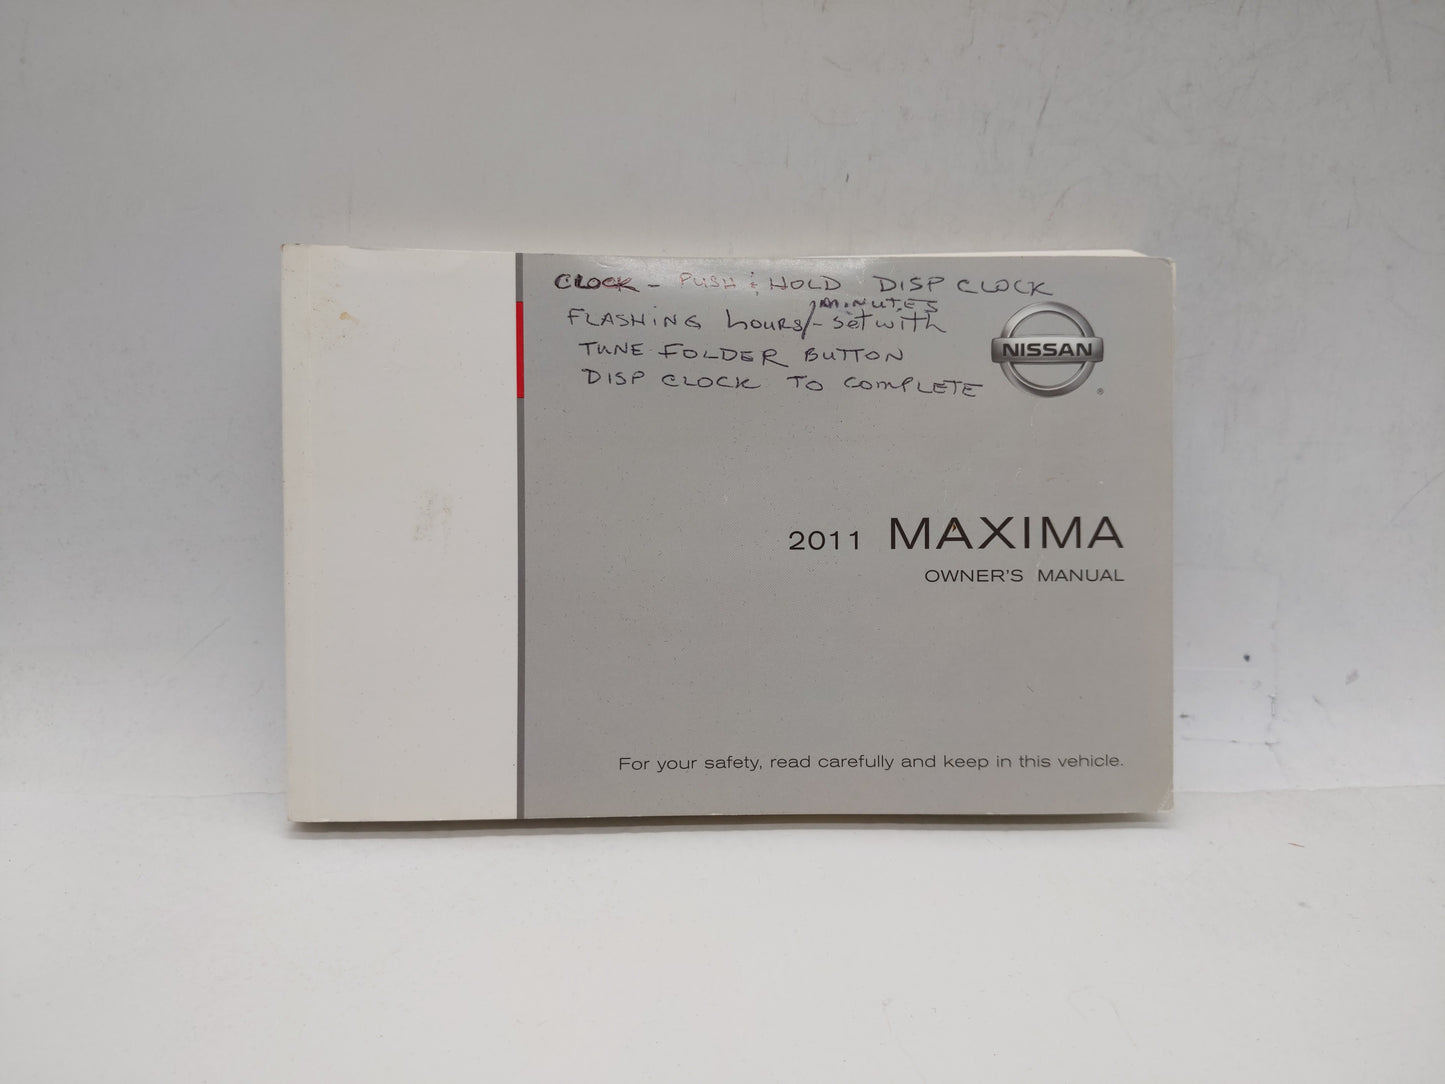 CLOCK - PUSH & HOLD DISP CLOCK
MINUTES
FLASHING hours/- set with
TUNE-FOLDER BUTTON
DISP CLOCK TO COMPLETE
NISSAN
®
2011 MAXIMA
OWNER'S MANUAL
For your safety, read carefully and keep in this vehicle.